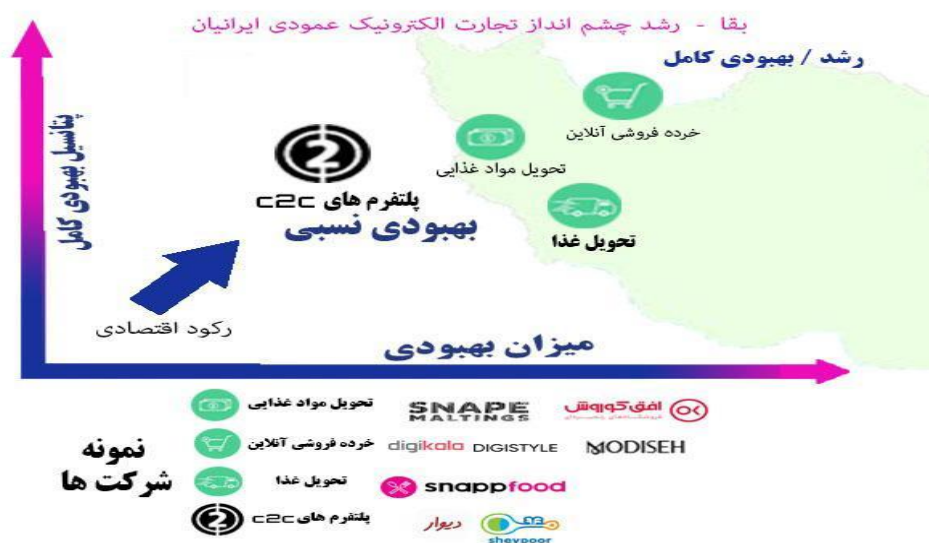 بقا - رشد چشم انداز تجارت الکترونیک عمودی ایرانیان
رشد / بهبودی کامل
خرده فروشی آنلاین
تحویل مواد غذایی
پلتفرم های c2c
بهبودی نسبی
تحویل غذا
پتانسیل بهبودی کامل
رکود اقتصادی
میزان بهبودی
نمونه شرکت ها
تحویل مواد غذایی
SNAPE MALTINGS
افق کوروش
خرده فروشی آنلاین
digikala DIGISTYLE MODISEH
تحویل غذا
snappfood
پلتفرم های c2c
دیوار
sheypoor